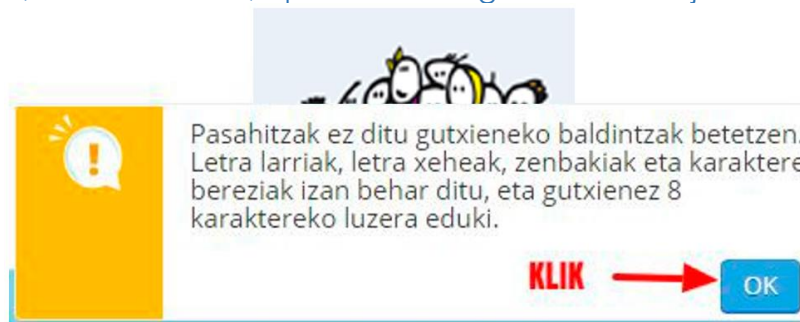 Pasahitzak ez ditu gutxieneko baldintzak betetzen.
Letra larriak, letra xeheak, zenbakiak eta karaktere
bereziak izan behar ditu, eta gutxienez 8
karaktereko luzera eduki.
KLIK
OK